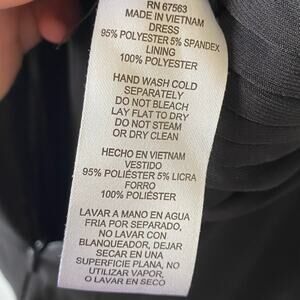 RN 67563
MADE IN VIETNAM
DRESS
95% POLYESTER 5% SPANDEX
LINING
100% POLYESTER
HAND WASH COLD
SEPARATELY
DO NOT BLEACH
LAY FLAT TO DRY
DO NOT STEAM
OR DRY CLEAN
HECHO EN VIETNAM
VESTIDO
95% POLIÉSTER 5% LICRA
FORRO
100% POLIÉSTER
LAVAR A MANO EN AGUA
FRIA POR SEPARADO,
NO LAVAR CON
BLANQUEADOR, DEJAR
SECAR EN UNA
SUPERFICIE PLANA, NO
UTILIZAR VAPOR,
O LAVAR EN SECO